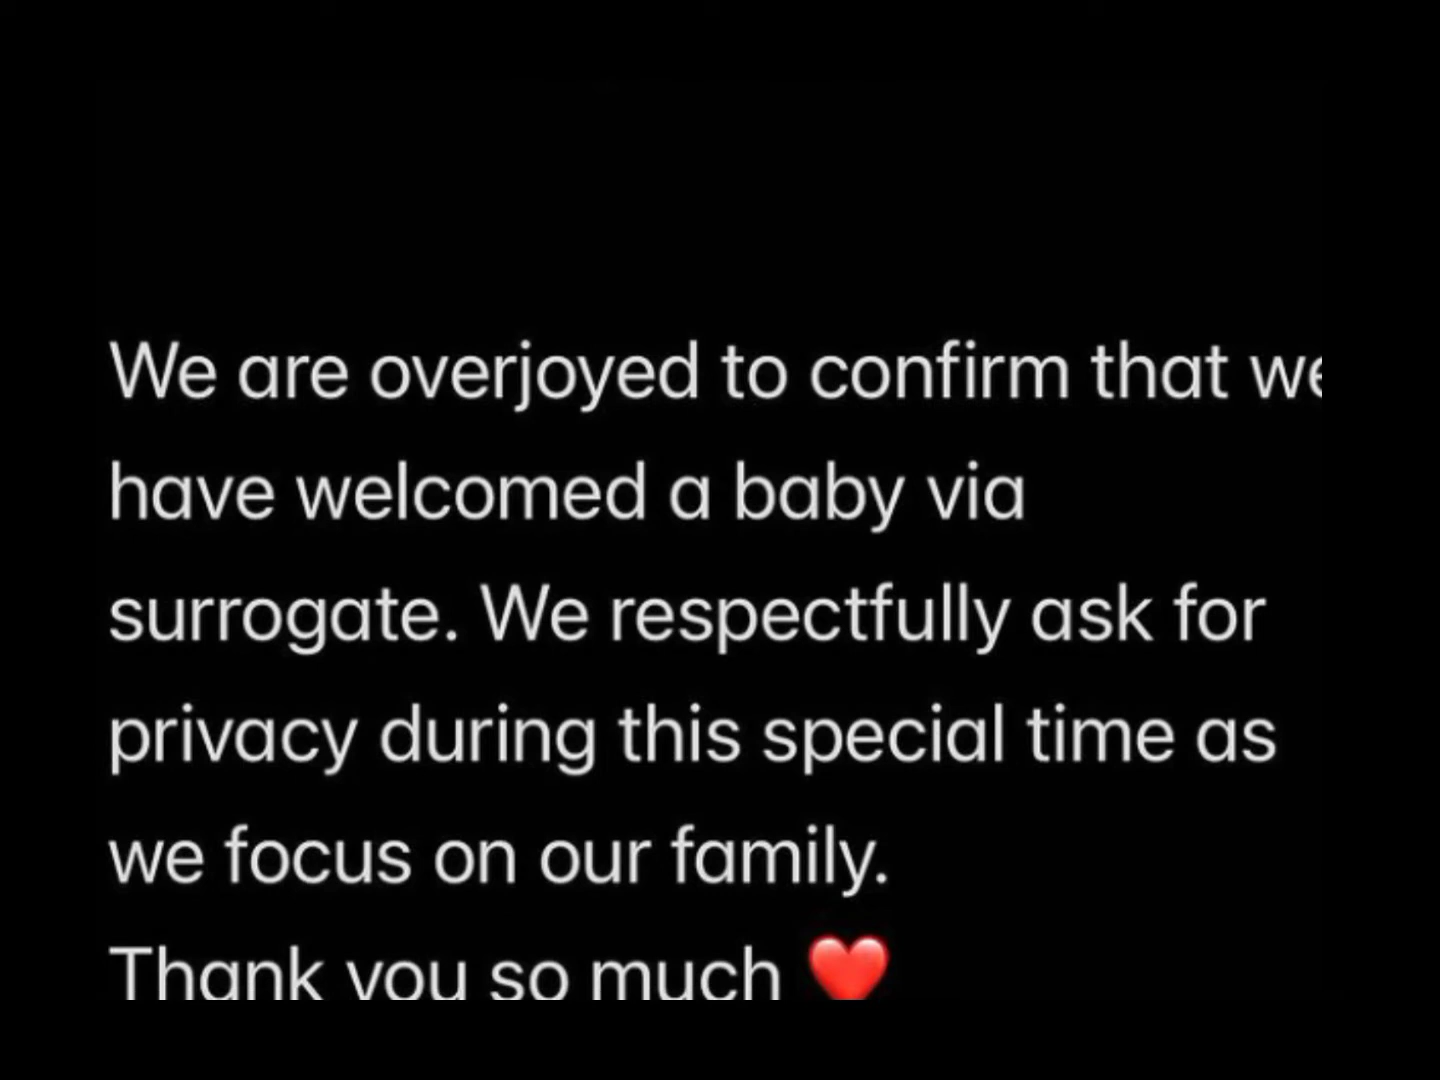 We are overjoyed to confirm that we
have welcomed a baby via
surrogate. We respectfully ask for
privacy during this special time as
we focus on our family.
Thank you so much ❤️